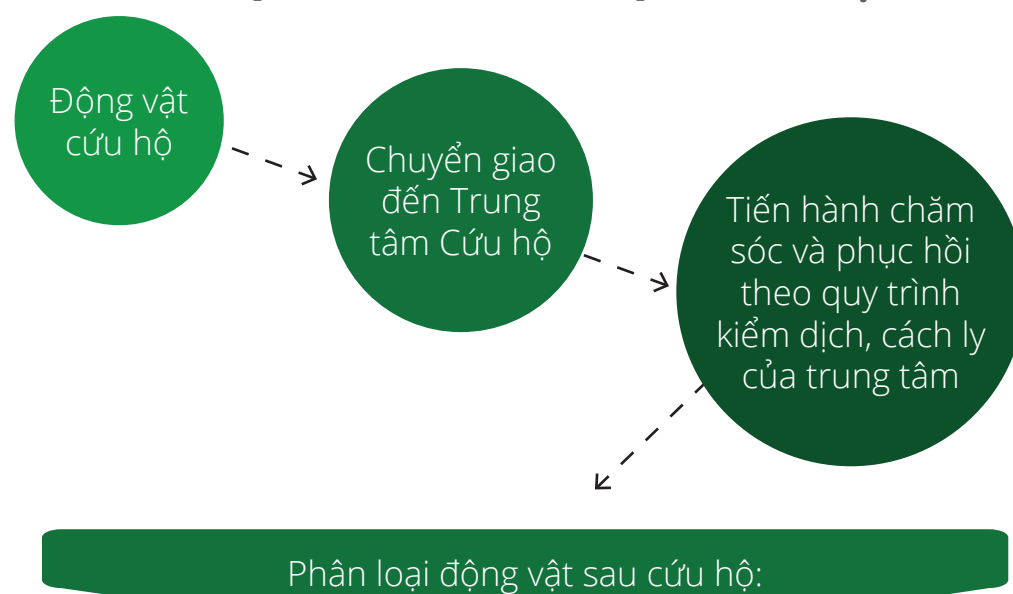 Động vật
cứu hộ
Chuyển giao
đến Trung
tâm Cứu hộ
Tiến hành chăm
sóc và phục hồi
theo quy trình
kiểm dịch, cách ly
của trung tâm
Phân loại động vật sau cứu hộ: